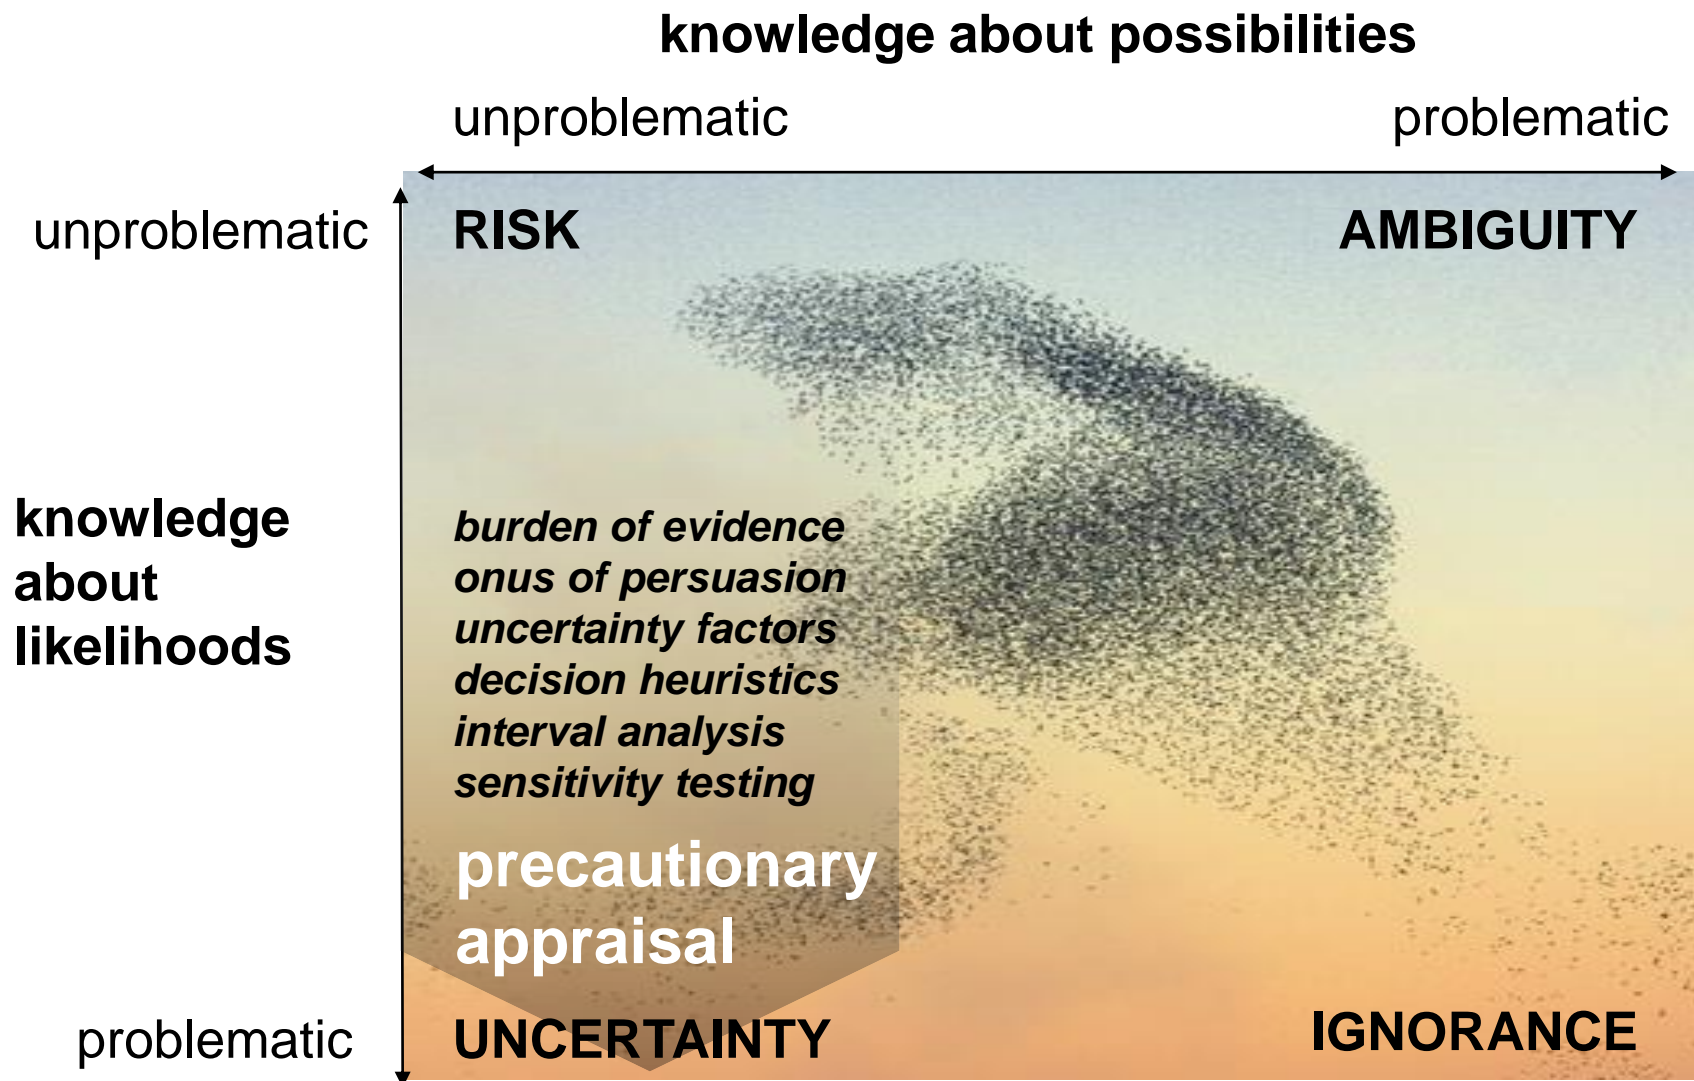 knowledge about possibilities
unproblematic problematic
unproblematic RISK AMBIGUITY
knowledge
about
likelihoods
burden of evidence
onus of persuasion
uncertainty factors
decision heuristics
interval analysis
sensitivity testing
precautionary
appraisal
problematic UNCERTAINTY IGNORANCE